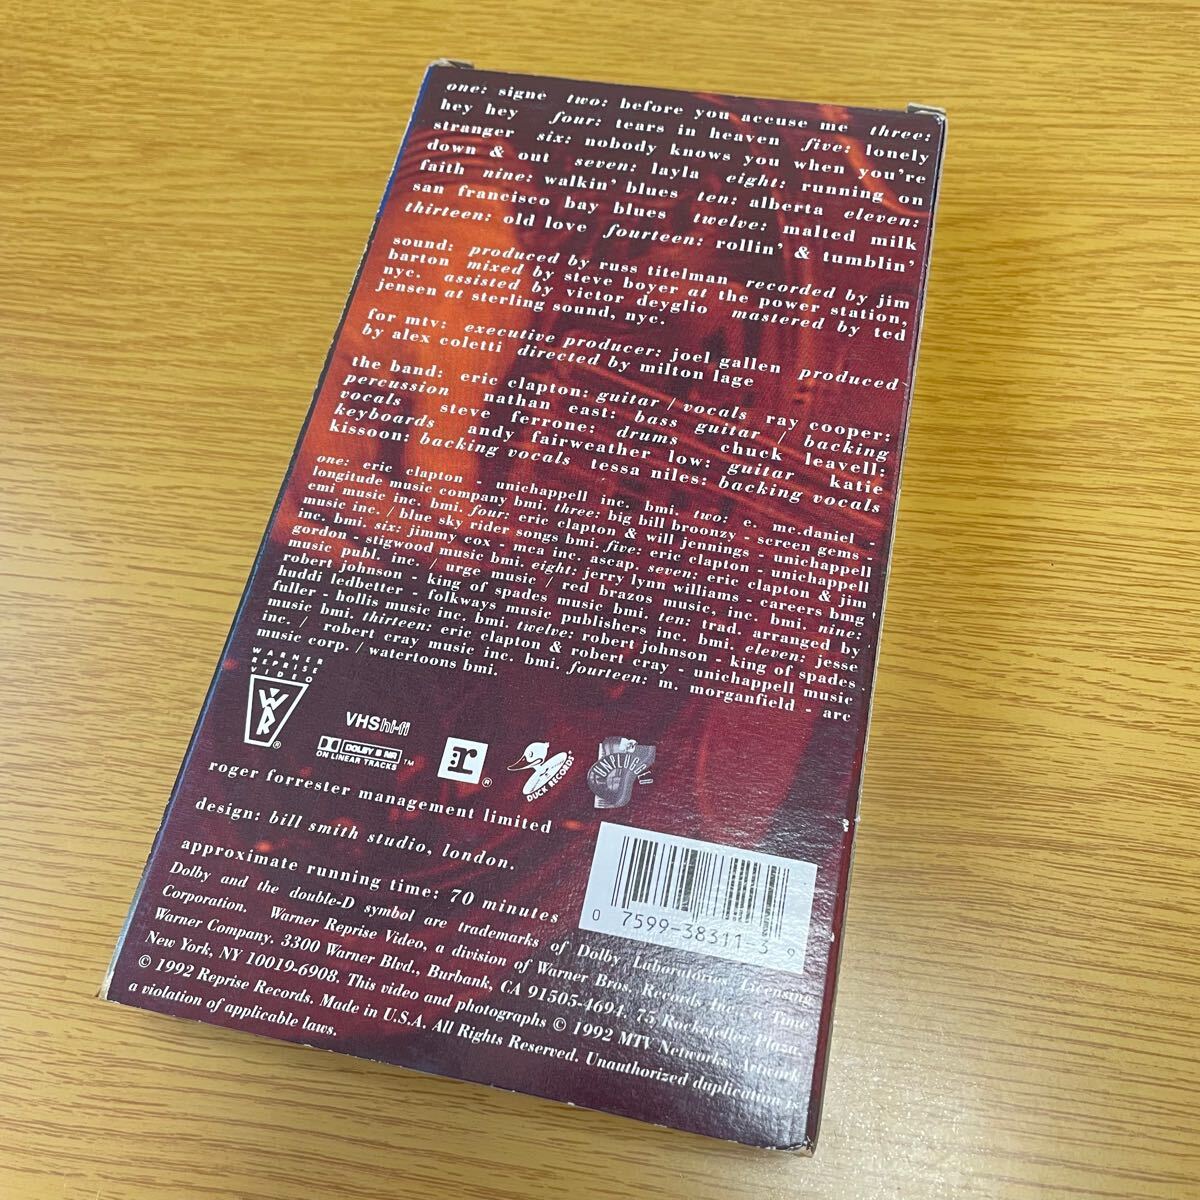 one: signe two: before you accuse me three:
hey hey four: tears in heaven five: lonely
stranger six: nobody knows you when you're
down & out seven: layla eight: running on
faith nine: walkin' blues ten: alberta eleven:
san francisco bay blues twelve: malted milk
thirteen: old love fourteen: rollin' & tumblin'
sound: produced by russ titelman recorded by jim
barton mixed by steve boyer at the power station,
nyc. assisted by victor deyglio mastered by ted
jensen at sterling sound, nyc.
for mtv: executive producer: joel gallen produced
by alex coletti directed by milton lage
the band: eric clapton: guitar / vocals ray cooper:
percussion nathan east: bass guitar / backing
vocals steve ferrone: drums chuck leavell:
keyboards andy fairweather low: guitar katie
kissoon: backing vocals tessa niles: backing vocals
one: eric clapton - unichappell inc. bmi. two: e. mc.daniel -
longitude music company bmi. three: big bill broonzy - screen gems -
emi music inc. bmi. four: eric clapton & will jennings - unichappell
music inc. / blue sky rider songs bmi. five: eric clapton - unichappell
inc. bmi. six: jimmy cox - mca inc. ascap. seven: eric clapton & jim
gordon - stigwood music bmi. eight: jerry lynn williams - careers bmg
music publ. inc. / urge music / red brazos music, inc. bmi. nine:
robert johnson - king of spades music bmi. ten: trad. arranged by
huddi ledbetter - folkways music publishers inc. bmi. eleven: jesse
fuller - hollis music inc. bmi. twelve: robert johnson - king of spades
music bmi. thirteen: eric clapton & robert cray - unichappell music
inc. / robert cray music inc. bmi. fourteen: m. morganfield - arc
music corp. / watertoons bmi.
WARNER
REPRISE
VIDEO
WR ®
VHS hi-fi
DOLBY B NR
ON LINEAR TRACKS ™
r ®
DUCK RECORDS
UNPLUGGED
roger forrester management limited
design: bill smith studio, london.
approximate running time: 70 minutes
0 7599-38311-3 9
Dolby and the double-D symbol are trademarks of Dolby Laboratories Licensing
Corporation. Warner Reprise Video, a division of Warner Bros. Records Inc., a Time
Warner Company. 3300 Warner Blvd., Burbank, CA 91505-4694. 75 Rockefeller Plaza,
New York, NY 10019-6908. This video and photographs © 1992 MTV Networks. Artwork
© 1992 Reprise Records. Made in U.S.A. All Rights Reserved. Unauthorized duplication is
a violation of applicable laws.